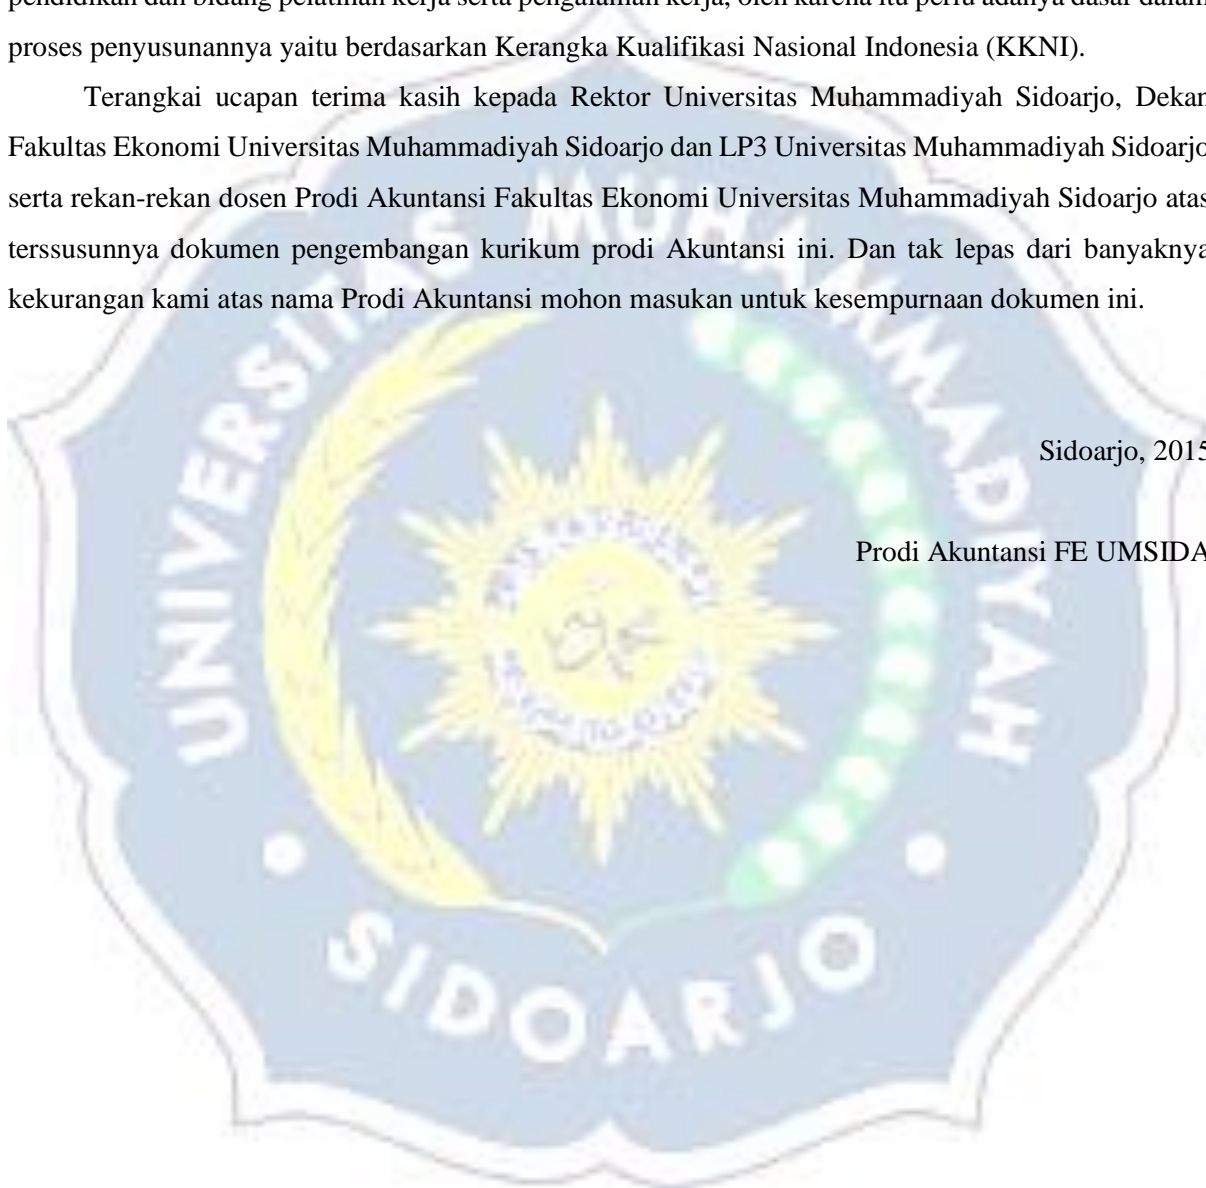 pendidikan dan bidang pelatihan kerja serta pengalaman kerja, oleh karena itu perlu adanya dasar dalam
proses penyusunannya yaitu berdasarkan Kerangka Kualifikasi Nasional Indonesia (KKNI).
Terangkai ucapan terima kasih kepada Rektor Universitas Muhammadiyah Sidoarjo, Dekan
Fakultas Ekonomi Universitas Muhammadiyah Sidoarjo dan LP3 Universitas Muhammadiyah Sidoarjo
serta rekan-rekan dosen Prodi Akuntansi Fakultas Ekonomi Universitas Muhammadiyah Sidoarjo atas
terssusunnya dokumen pengembangan kurikum prodi Akuntansi ini. Dan tak lepas dari banyaknya
kekurangan kami atas nama Prodi Akuntansi mohon masukan untuk kesempurnaan dokumen ini.
Sidoarjo, 2015
Prodi Akuntansi FE UMSIDA
UNIVERSITAS MUHAMMADIYAH
SIDOARJO